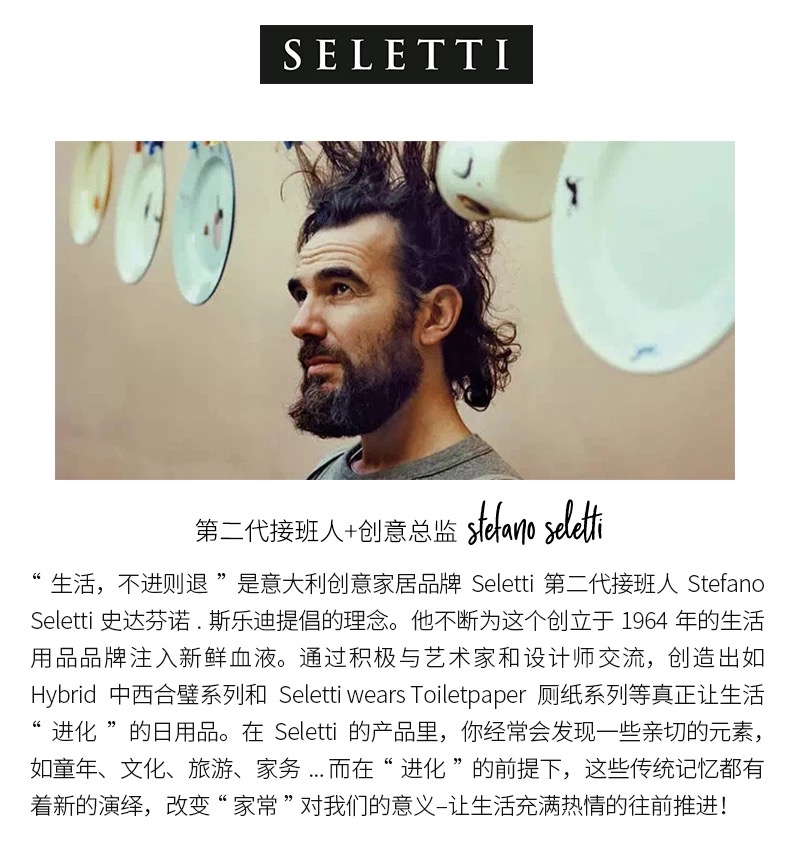 SELETTI
第二代接班人+创意总监 stefano seletti
“ 生活，不进则退 ” 是意大利创意家居品牌 Seletti 第二代接班人 Stefano
Seletti 史达芬诺 . 斯乐迪提倡的理念。他不断为这个创立于 1964 年的生活
用品品牌注入新鲜血液。通过积极与艺术家和设计师交流，创造出如
Hybrid 中西合璧系列和 Seletti wears Toiletpaper 厕纸系列等真正让生活
“ 进化 ” 的日用品。在 Seletti 的产品里，你经常会发现一些亲切的元素，
如童年、文化、旅游、家务 ... 而在 “ 进化 ” 的前提下，这些传统记忆都有
着新的演绎，改变 “ 家常 ” 对我们的意义–让生活充满热情的往前推进！